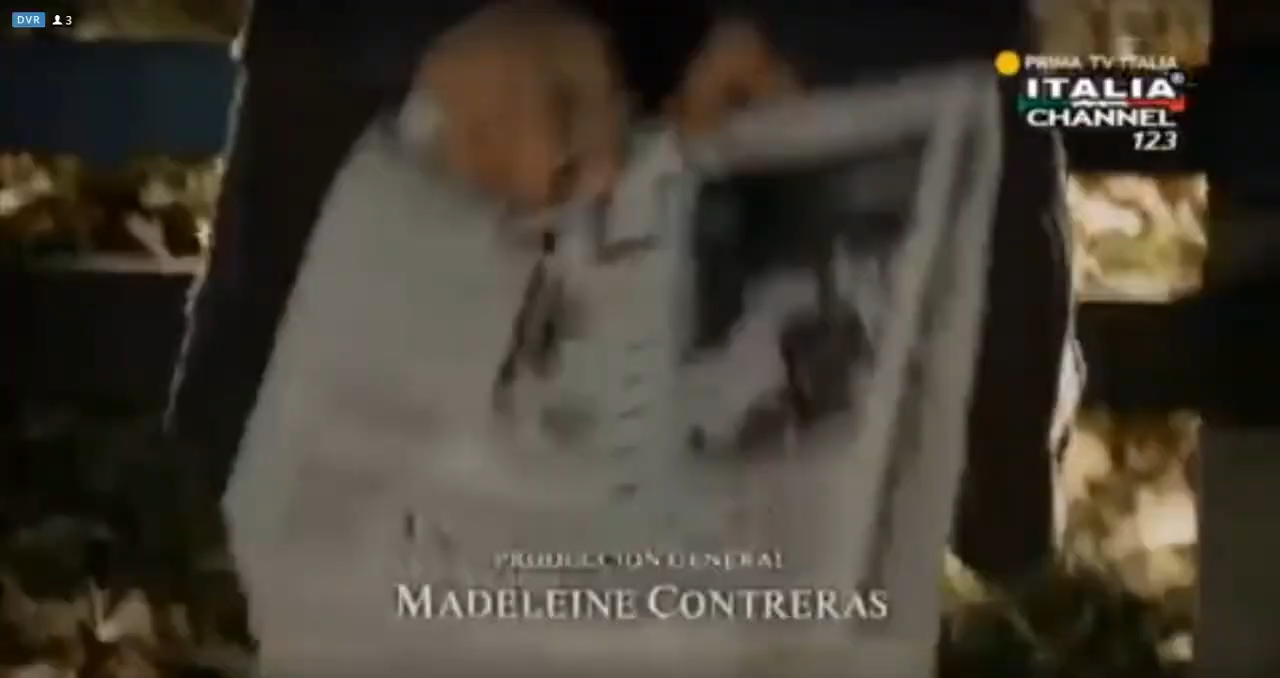 DVR 3
PRIMA TV ITALIA
ITALIA®
CHANNEL
123
PRODUCCION GENERAL
MADELEINE CONTRERAS